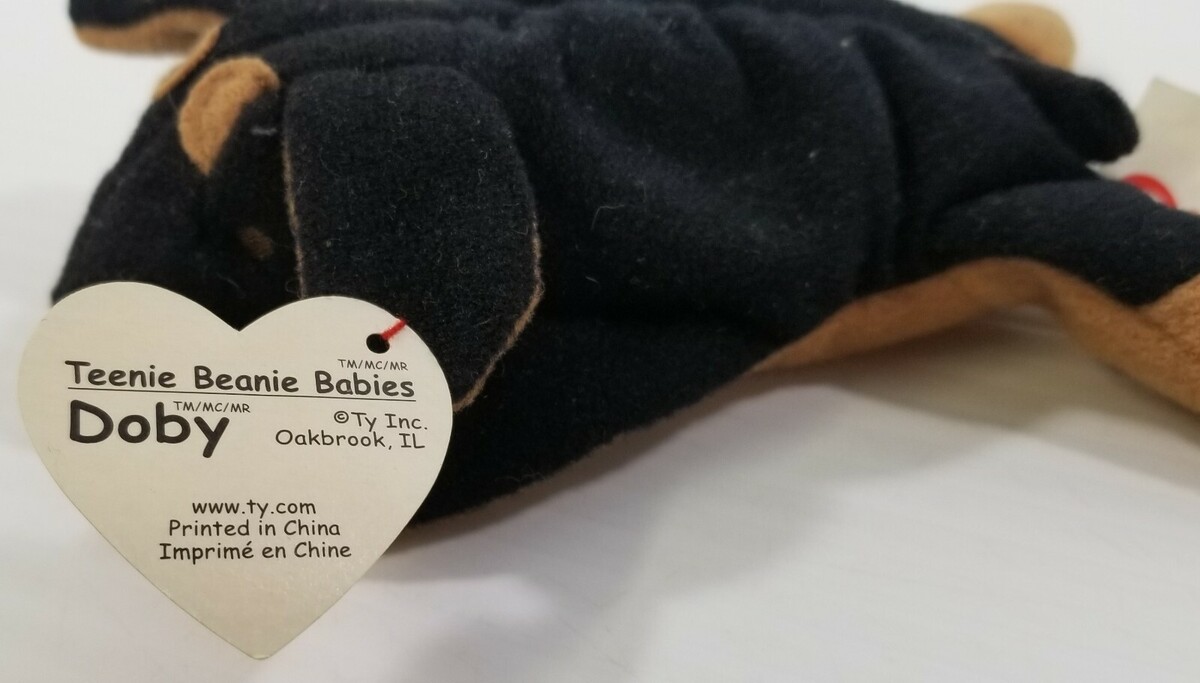 TM/MC/MR
Teenie Beanie Babies
Doby TM/MC/MR
©Ty Inc.
Oakbrook, IL
www.ty.com
Printed in China
Imprimé en Chine